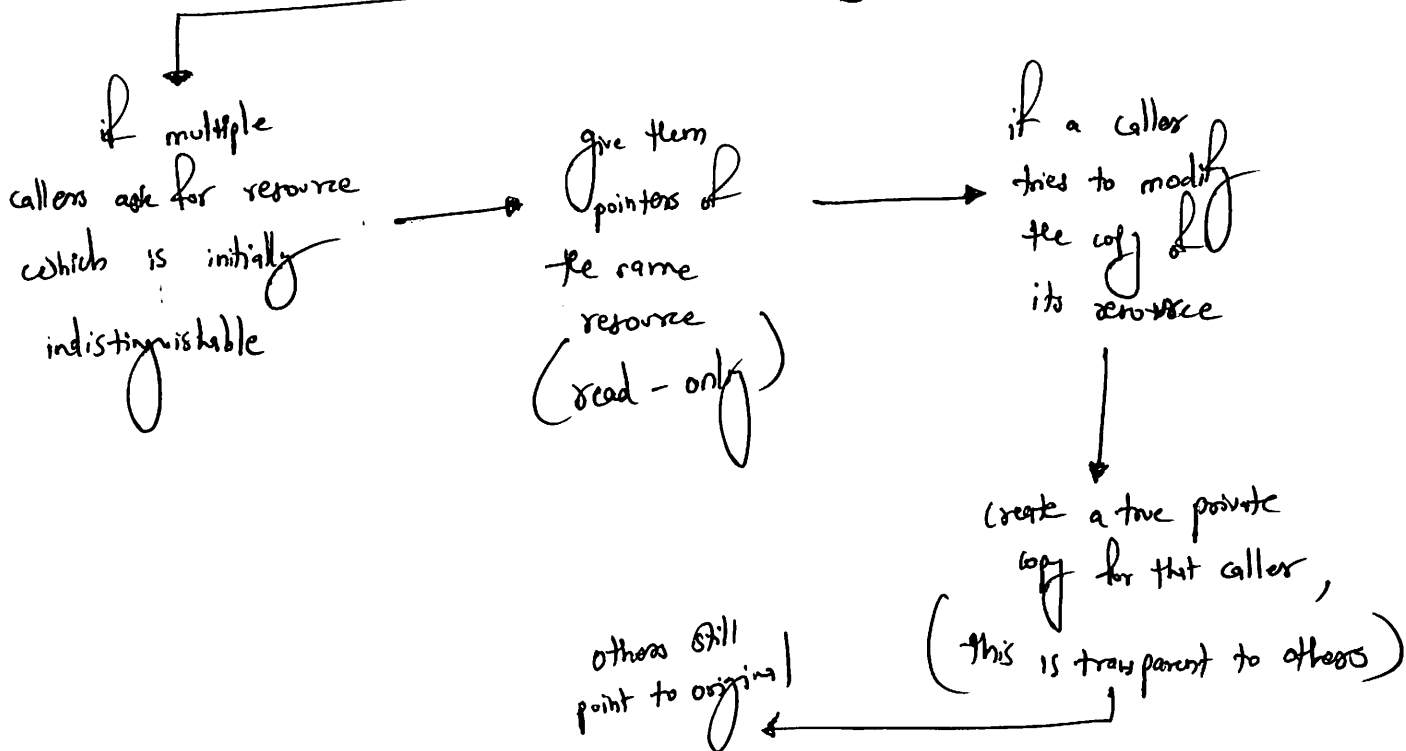 if multiple
callers ask for resource
which is initially
indistinguishable
give them
pointers of
the same
resource
(read - only)
if a caller
tries to modify
the copy of
its resource
create a true private
copy for that caller,
(this is transparent to others)
others still
point to original